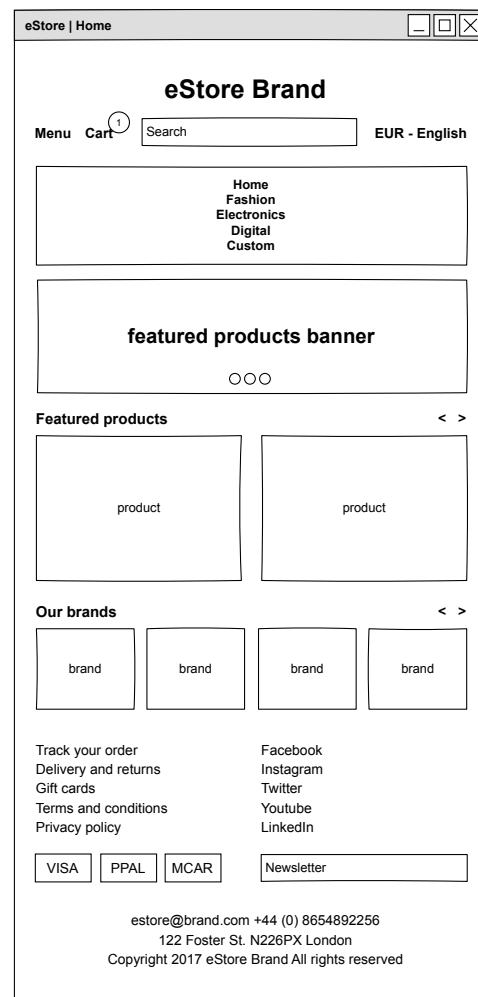 eStore | Home
eStore Brand
Menu Cart 1 Search EUR - English
Home
Fashion
Electronics
Digital
Custom
featured products banner
Featured products < >
product product
Our brands < >
brand brand brand brand
Track your order
Delivery and returns
Gift cards
Terms and conditions
Privacy policy
Facebook
Instagram
Twitter
Youtube
LinkedIn
VISA PPAL MCAR Newsletter
estore@brand.com +44 (0) 8654892256
122 Foster St. N226PX London
Copyright 2017 eStore Brand All rights reserved